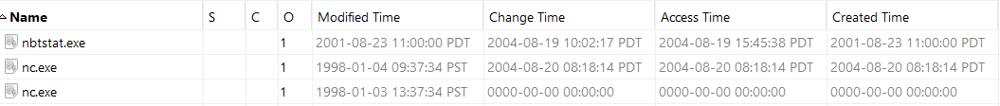 Name S C O Modified Time Change Time Access Time Created Time
nbtstat.exe 1 2001-08-23 11:00:00 PDT 2004-08-19 10:02:17 PDT 2004-08-19 15:45:38 PDT 2001-08-23 11:00:00 PDT
nc.exe 1 1998-01-04 09:37:34 PST 2004-08-20 08:18:14 PDT 2004-08-20 08:18:14 PDT 2004-08-20 08:18:14 PDT
nc.exe 1 1998-01-03 13:37:34 PST 0000-00-00 00:00:00 0000-00-00 00:00:00 0000-00-00 00:00:00